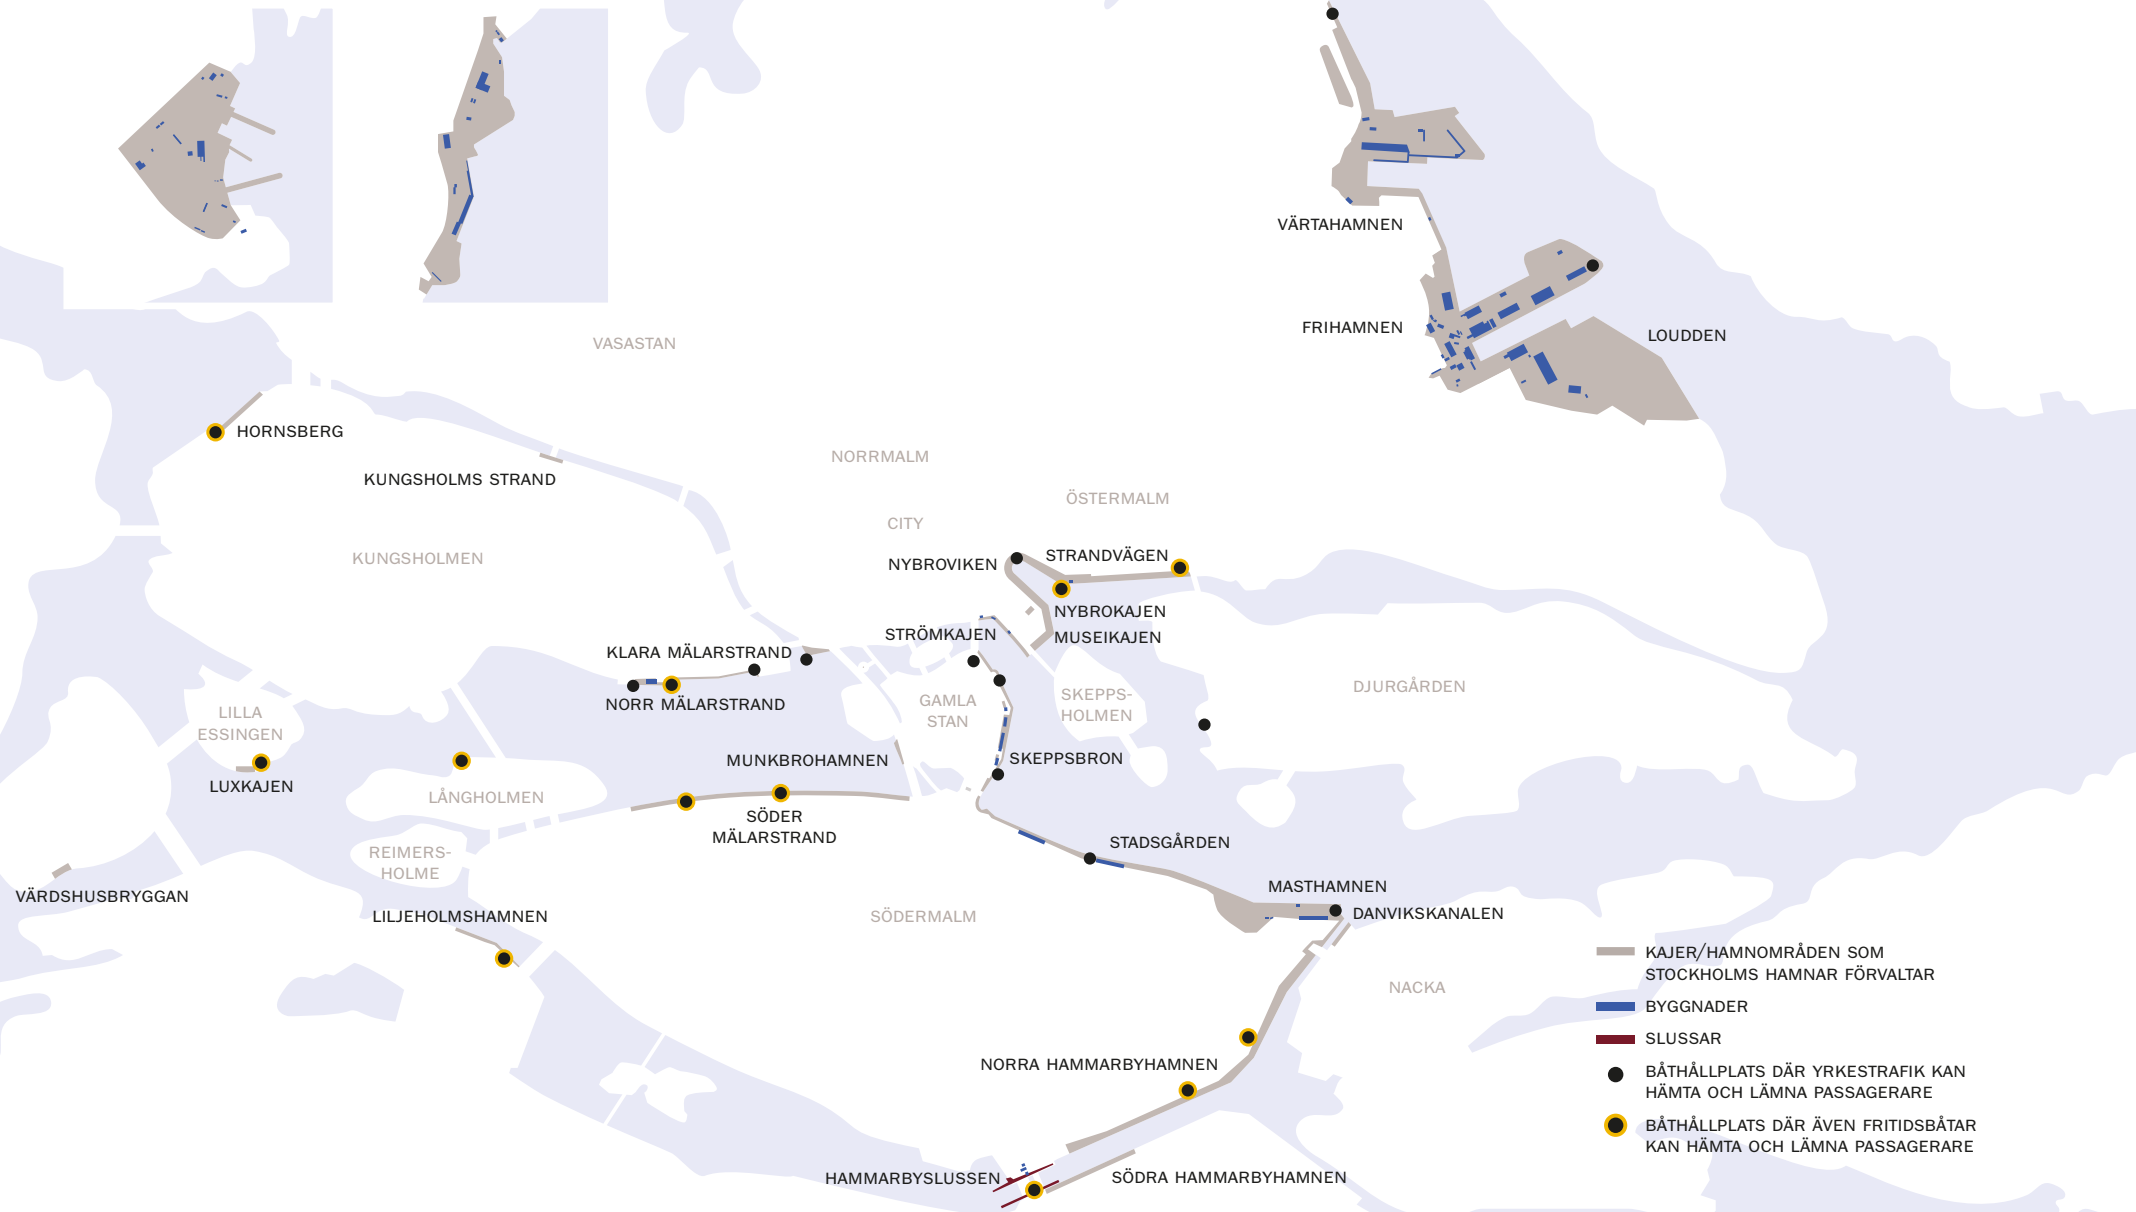 VÄRTAHAMNEN
FRIHAMNEN
LOUDDEN
VASASTAN
HORNSBERG
KUNGSHOLMS STRAND
NORRMALM
ÖSTERMALM
CITY
KUNGSHOLMEN
NYBROVIKEN
STRANDVÄGEN
NYBROKAJEN
STRÖMKAJEN
MUSEIKAJEN
KLARA MÄLARSTRAND
NORR MÄLARSTRAND
GAMLA
STAN
SKEPPS-
HOLMEN
DJURGÅRDEN
LILLA
ESSINGEN
LUXKAJEN
MUNKBROHAMNEN
SKEPPSBRON
LÅNGHOLMEN
SÖDER
MÄLARSTRAND
STADSGÅRDEN
REIMERS-
HOLME
VÄRDSHUSBRYGGAN
LILJEHOLMSHAMNEN
SÖDERMALM
MASTHAMNEN
DANVIKSKANALEN
NACKA
NORRA HAMMARBYHAMNEN
HAMMARBYSLUSSEN
SÖDRA HAMMARBYHAMNEN
KAJER/HAMNOMRÅDEN SOM
STOCKHOLMS HAMNAR FÖRVALTAR
BYGGNADER
SLUSSAR
BÅTHÅLLPLATS DÄR YRKESTRAFIK KAN
HÄMTA OCH LÄMNA PASSAGERARE
BÅTHÅLLPLATS DÄR ÄVEN FRITIDSBÅTAR
KAN HÄMTA OCH LÄMNA PASSAGERARE